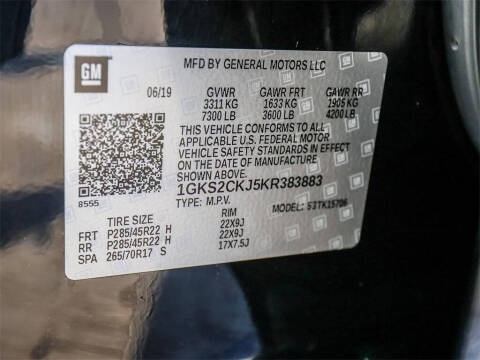 MFD BY GENERAL MOTORS LLC
GM
06/19 GVWR GAWR FRT GAWR RR
3311 KG 1633 KG 1905 KG
7300 LB 3600 LB 4200 LB
THIS VEHICLE CONFORMS TO ALL
APPLICABLE U.S. FEDERAL MOTOR
VEHICLE SAFETY STANDARDS IN EFFECT
ON THE DATE OF MANUFACTURE
SHOWN ABOVE.
1GKS2CKJ5KR383883
8555 TYPE: M.P.V. MODEL:
TIRE SIZE RIM
FRT P285/45R22 H 22X9J
RR P285/45R22 H 22X9J
SPA 265/70R17 S 17X7.5J